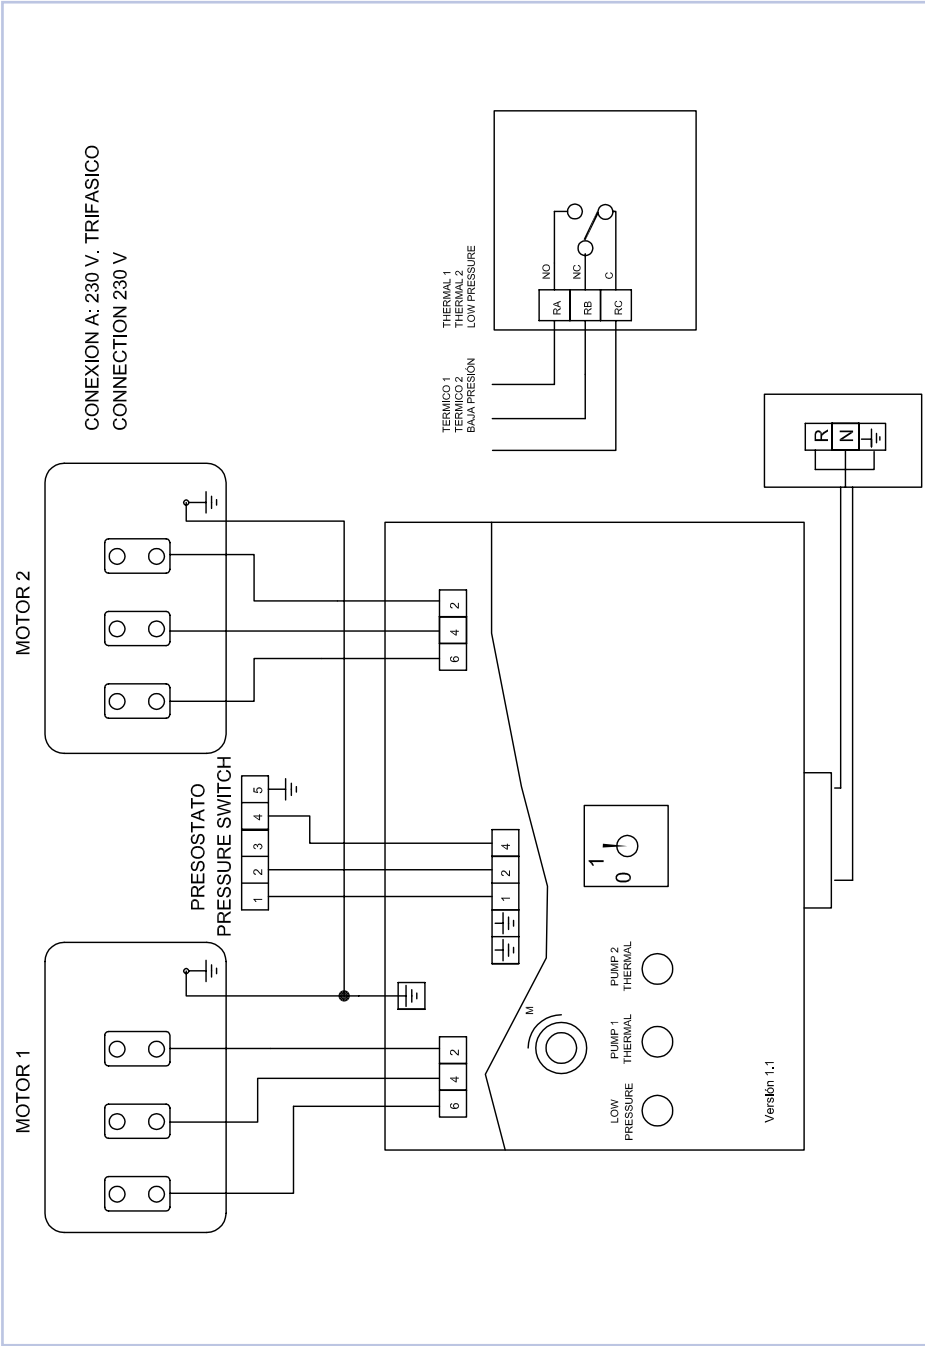 CONEXION A: 230 V. TRIFASICO
CONNECTION 230 V
MOTOR 1
MOTOR 2
PRESOSTATO
PRESSURE SWITCH
1 2 3 4 5
6 4 2
6 4 2
1 2 4
TERMICO 1
TERMICO 2
BAJA PRESIÓN
THERMAL 1
THERMAL 2
LOW PRESSURE
NO
NC
C
RA
RB
RC
R
N
M
0 1
LOW
PRESSURE
PUMP 1
THERMAL
PUMP 2
THERMAL
Versión 1.1